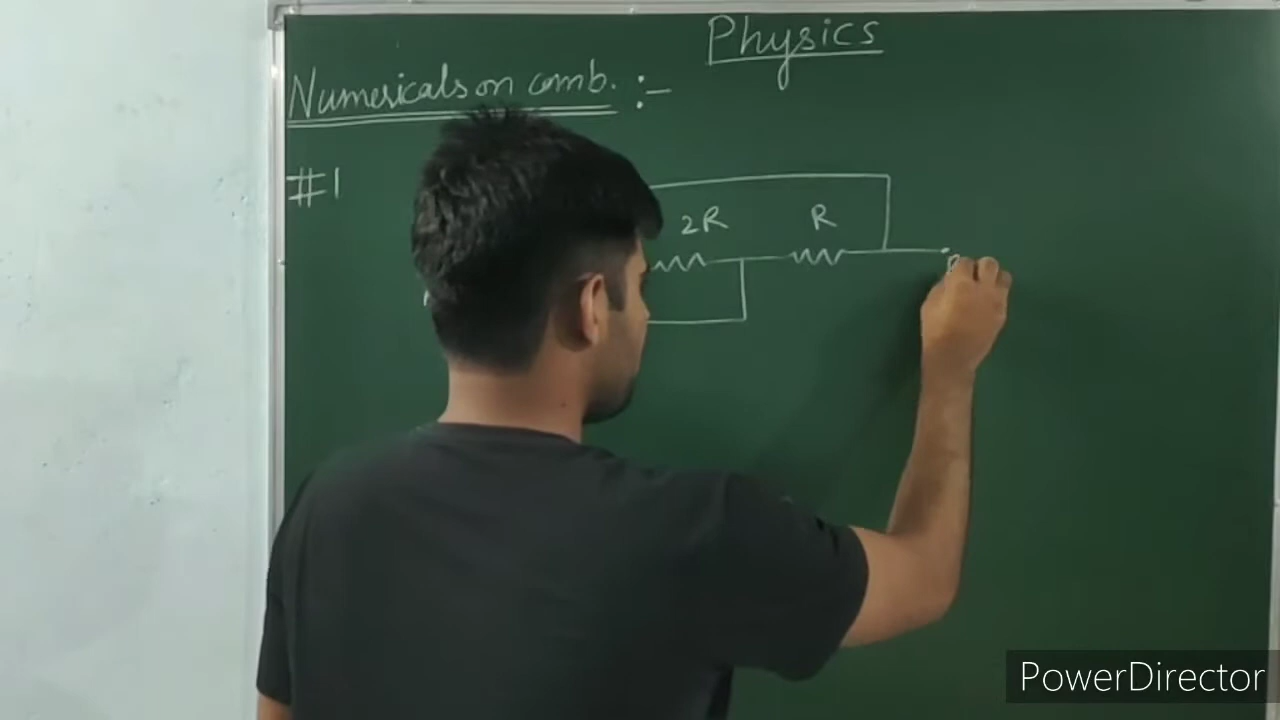 Physics
Numericals on comb. :-
#1
2R R
PowerDirector